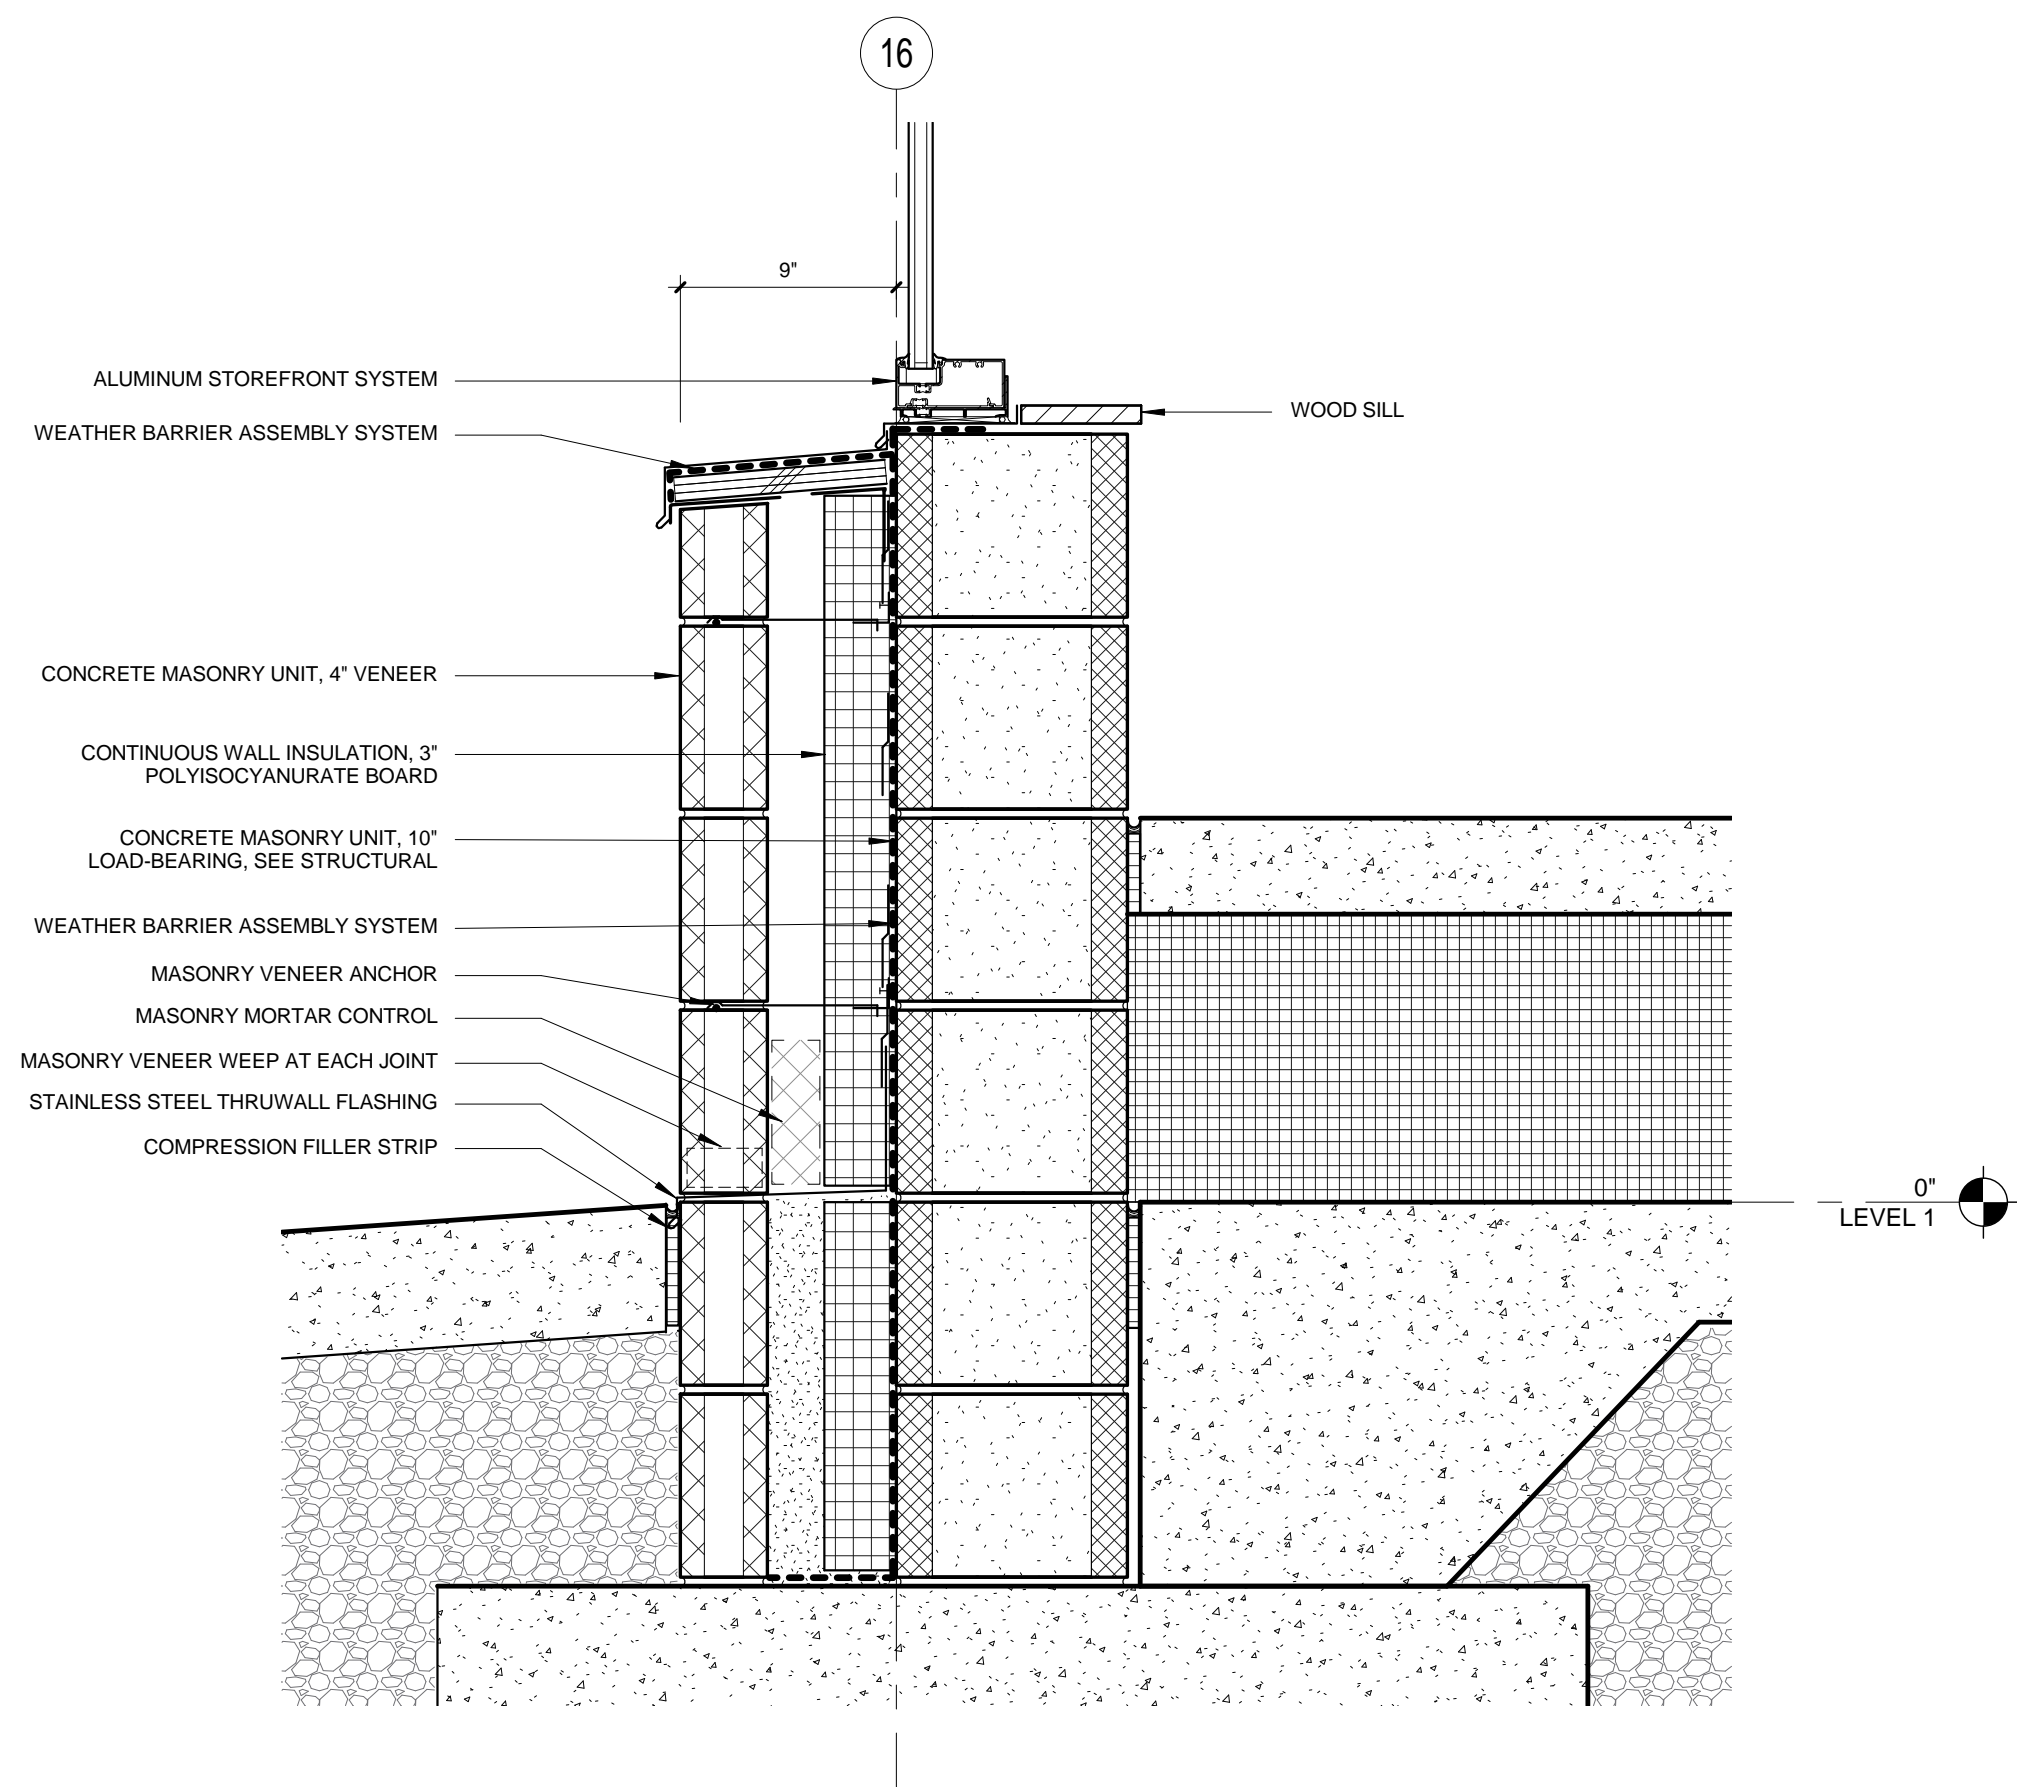 16
9"
ALUMINUM STOREFRONT SYSTEM
WOOD SILL
WEATHER BARRIER ASSEMBLY SYSTEM
CONCRETE MASONRY UNIT, 4" VENEER
CONTINUOUS WALL INSULATION, 3"
POLYISOCYANURATE BOARD
CONCRETE MASONRY UNIT, 10"
LOAD-BEARING, SEE STRUCTURAL
WEATHER BARRIER ASSEMBLY SYSTEM
MASONRY VENEER ANCHOR
MASONRY MORTAR CONTROL
MASONRY VENEER WEEP AT EACH JOINT
STAINLESS STEEL THRUWALL FLASHING
COMPRESSION FILLER STRIP
0"
LEVEL 1